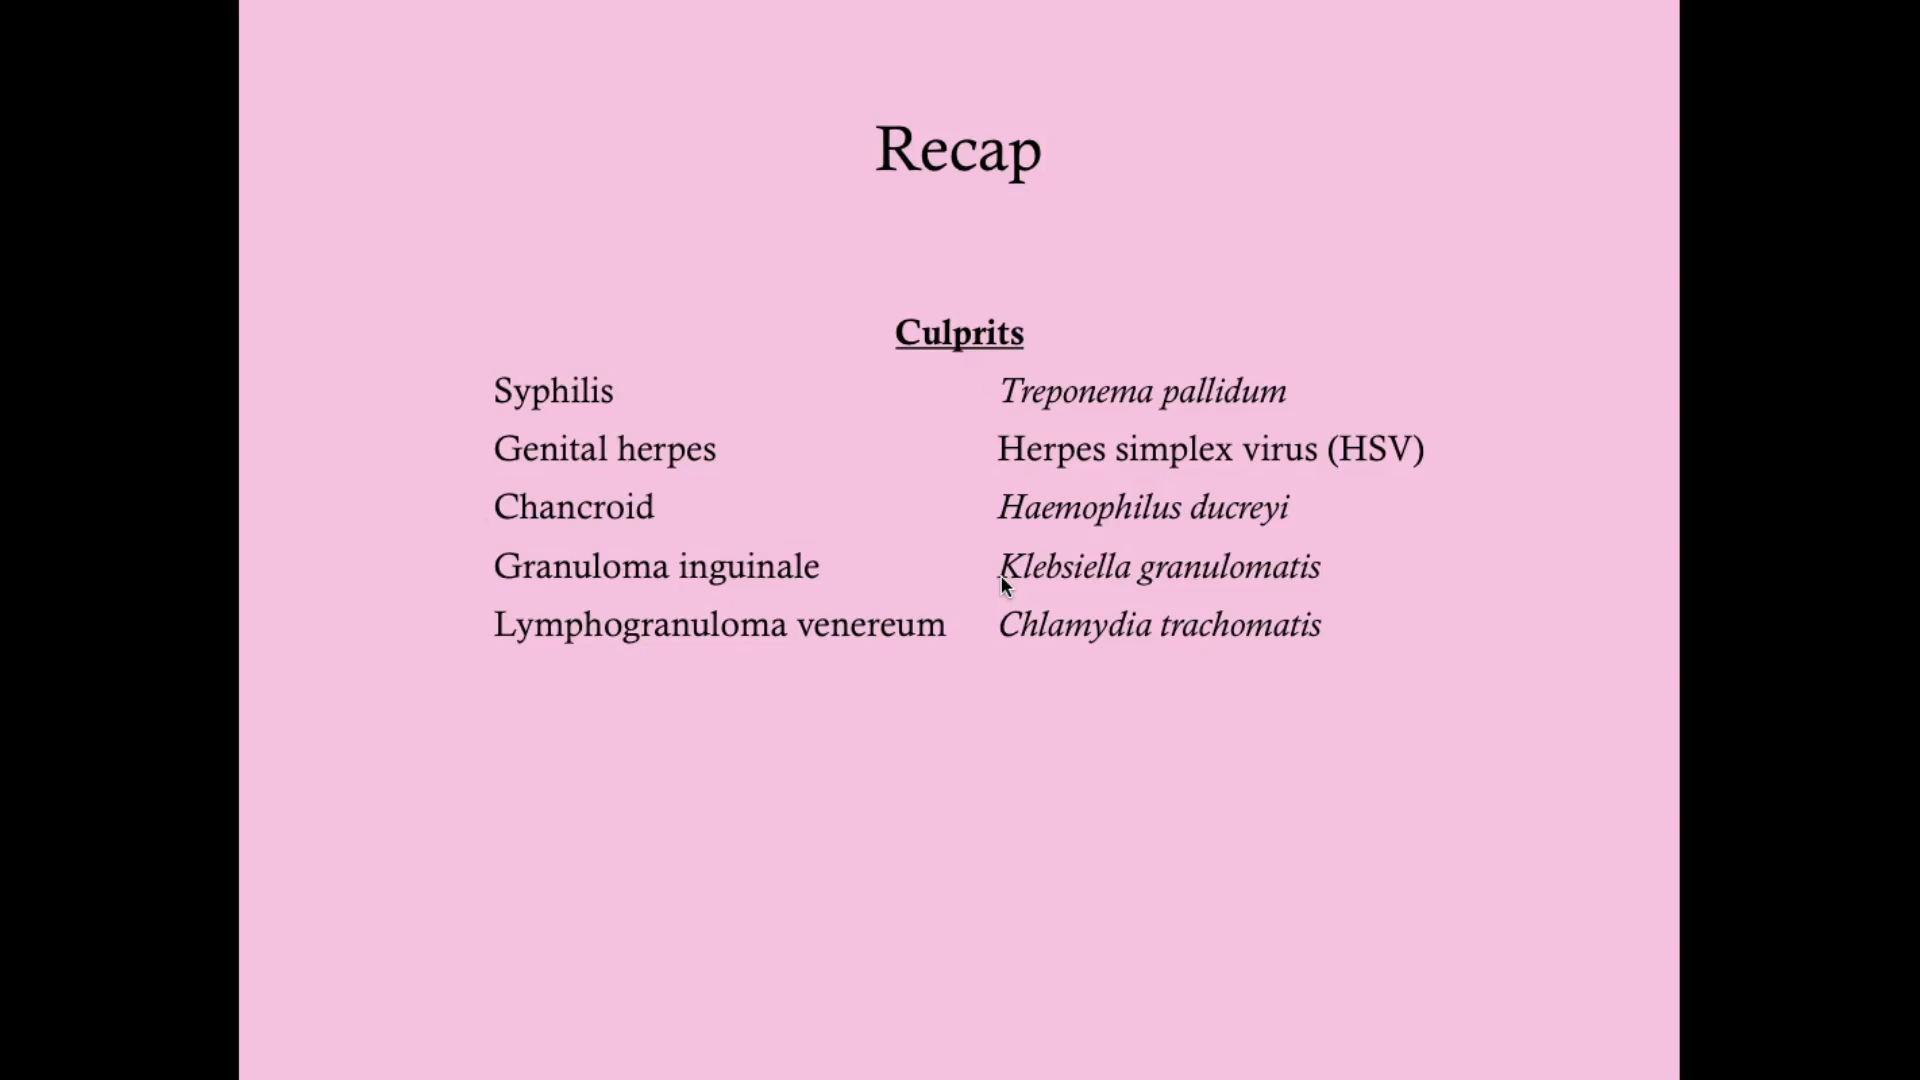 Recap
Culprits
Syphilis Treponema pallidum
Genital herpes Herpes simplex virus (HSV)
Chancroid Haemophilus ducreyi
Granuloma inguinale Klebsiella granulomatis
Lymphogranuloma venereum Chlamydia trachomatis